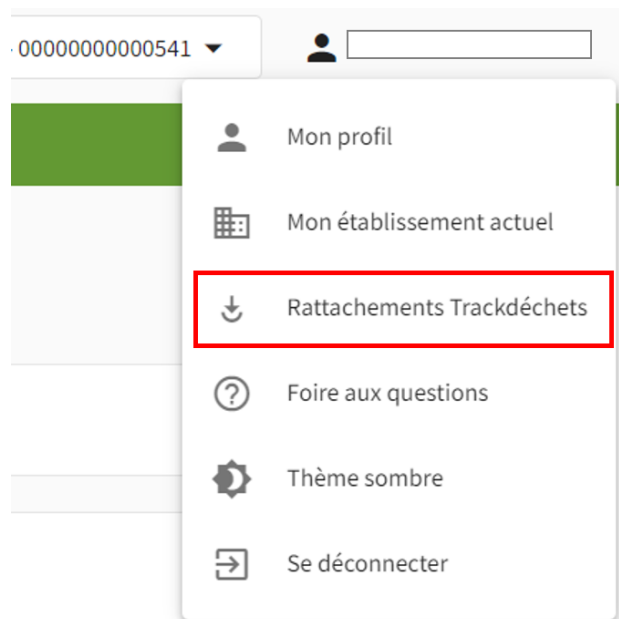 - 00000000000541
Mon profil
Mon établissement actuel
Rattachements Trackdéchets
Foire aux questions
Thème sombre
Se déconnecter